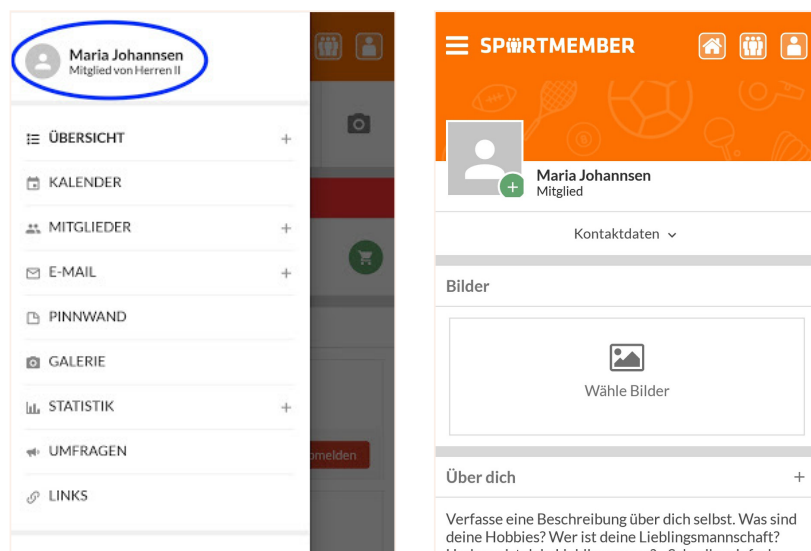 Maria Johannsen
Mitglied von Herren II
ÜBERSICHT
KALENDER
MITGLIEDER
E-MAIL
PINNWAND
GALERIE
STATISTIK
UMFRAGEN
LINKS
SPORTMEMBER
Maria Johannsen
Mitglied
Kontaktdaten
Bilder
Wähle Bilder
Über dich
Verfasse eine Beschreibung über dich selbst. Was sind
deine Hobbies? Wer ist deine Lieblingsmannschaft?